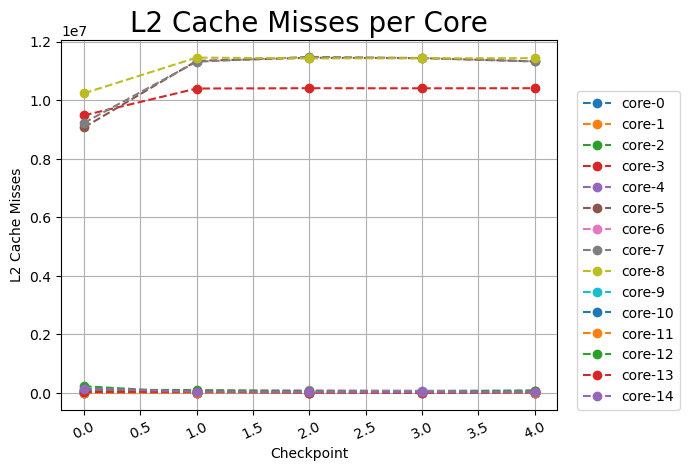 L2 Cache Misses per Core
1e7
1.2
1.0
0.8
0.6
0.4
0.2
0.0
L2 Cache Misses
0.0 0.5 1.0 1.5 2.0 2.5 3.0 3.5 4.0
Checkpoint
core-0
core-1
core-2
core-3
core-4
core-5
core-6
core-7
core-8
core-9
core-10
core-11
core-12
core-13
core-14